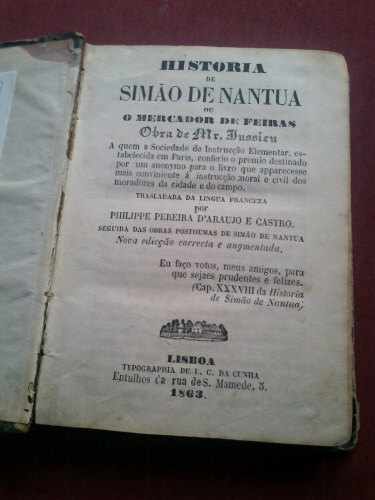 HISTORIA
DE
SIMÃO DE NANTUA
OU
O MERCADOR DE FEIRAS
Obra de Mr. Jussieu
A quem a Sociedade de Instrucção Elementar, es-
tabelecida em Paris, conferio o premio destinado
por um anonymo para o livro que apparecesse
mais conviniente á instrucção moral e civil dos
moradores da cidade e do campo.
TRASLADADA DA LINGUA FRANCEZA
por
PHILIPPE PEREIRA D'ARAUJO E CASTRO.
SEGUIDA DAS OBRAS POSTHUMAS DE SIMÃO DE NANTUA
Nova edicção correcta e augmentada.
Eu faço votos, meus amigos, para
que sejaes prudentes e felizes.
(Cap. XXXVIII da Historia
de Simão de Nantua)
LISBOA
TYPOGRAPHIA DE L. C. DA CUNHA
Entulhos da rua de S. Mamede, 5.
1863.